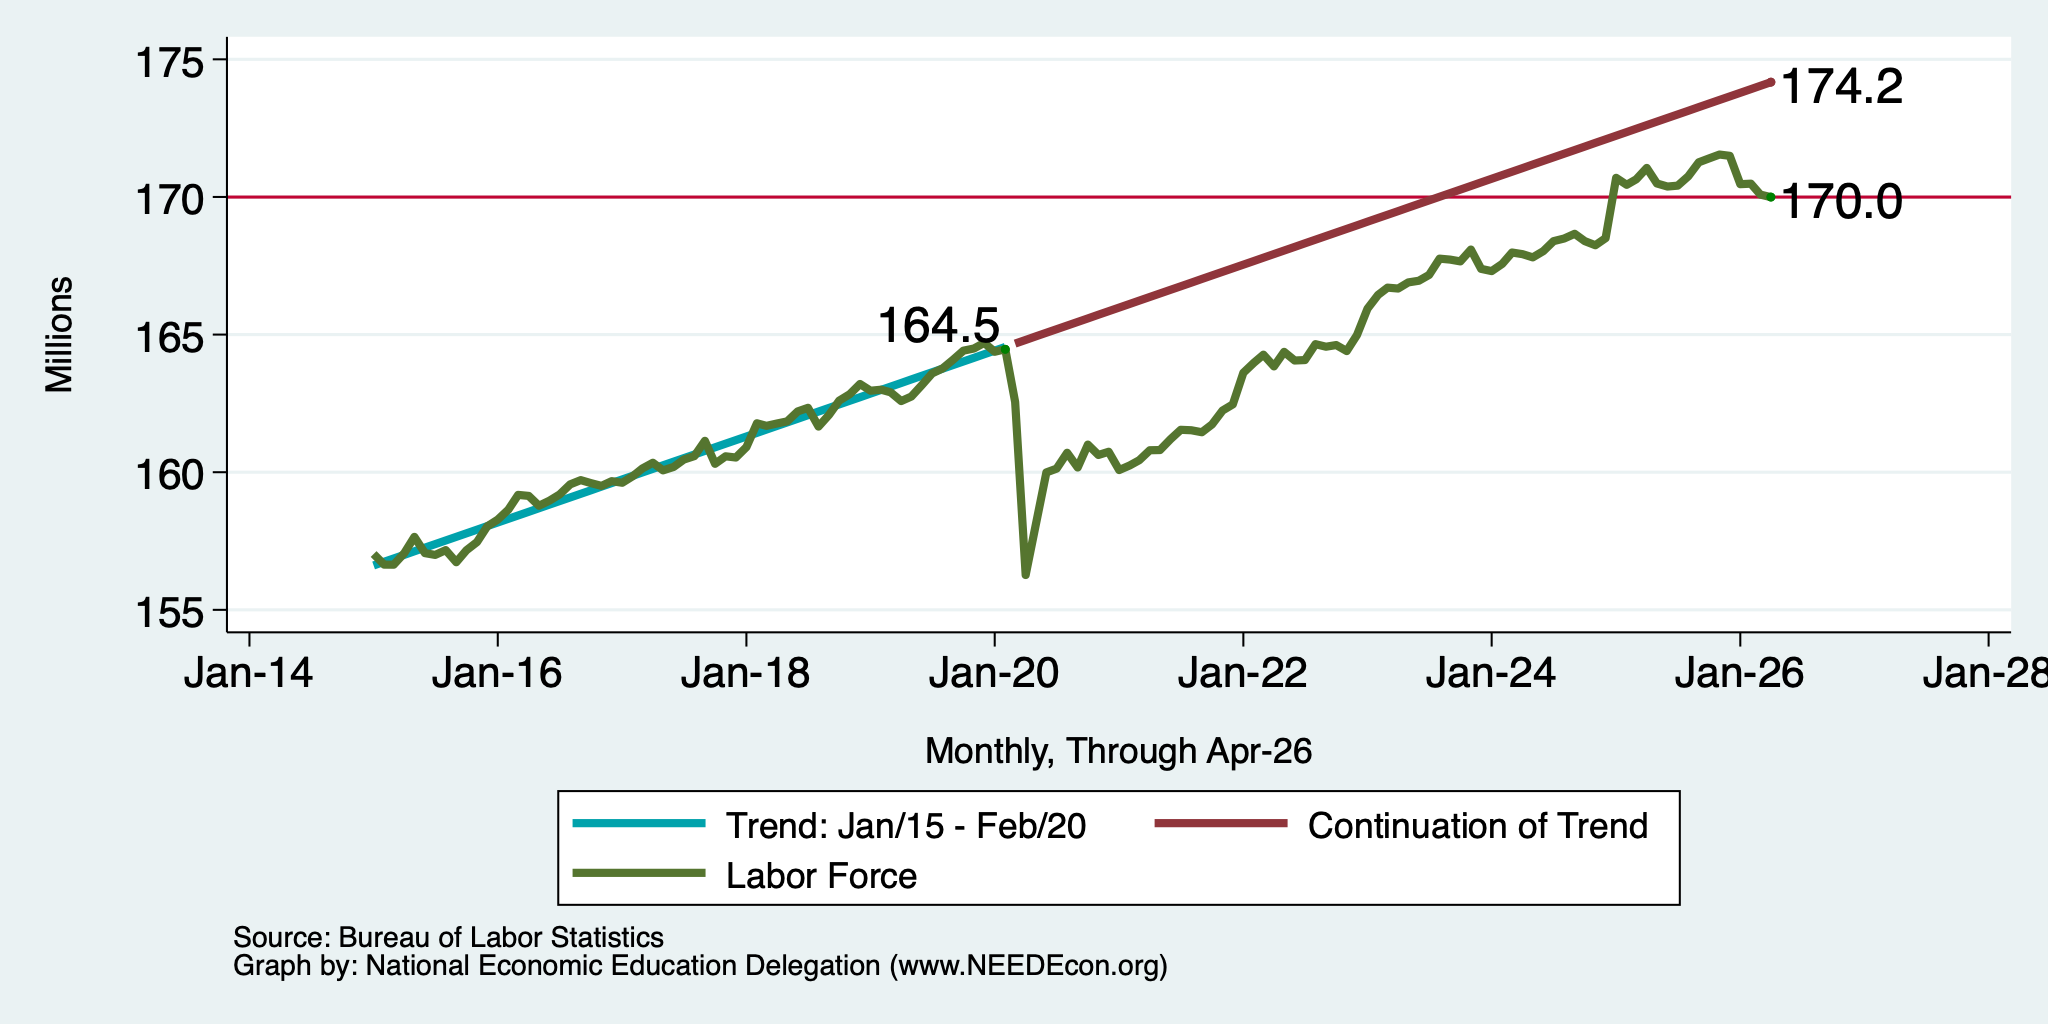 175
174.2
170
170.0
Millions
165
164.5
160
155
Jan-14 Jan-16 Jan-18 Jan-20 Jan-22 Jan-24 Jan-26 Jan-28
Monthly, Through Apr-26
Trend: Jan/15 - Feb/20 Continuation of Trend
Labor Force
Source: Bureau of Labor Statistics
Graph by: National Economic Education Delegation (www.NEEDEcon.org)